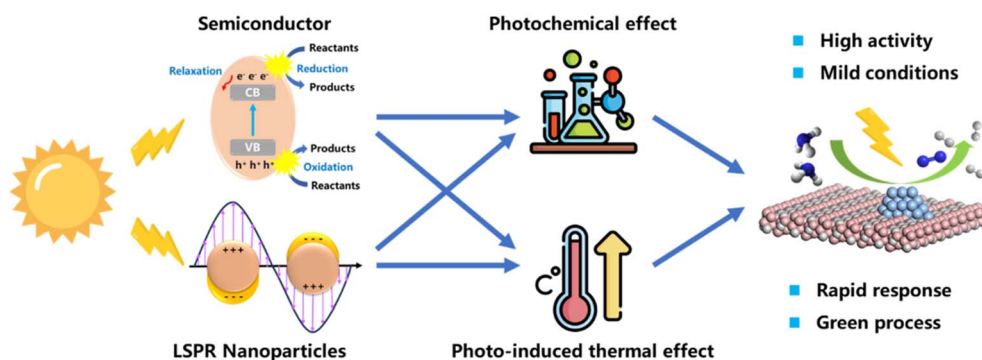 Semiconductor
Reactants
Relaxation
e⁻ e⁻ e⁻
Reduction
CB
Products
VB
Products
h⁺ h⁺ h⁺
Oxidation
Reactants
+++
---
---
+++
LSPR Nanoparticles
Photochemical effect
C°
Photo-induced thermal effect
High activity
Mild conditions
Rapid response
Green process